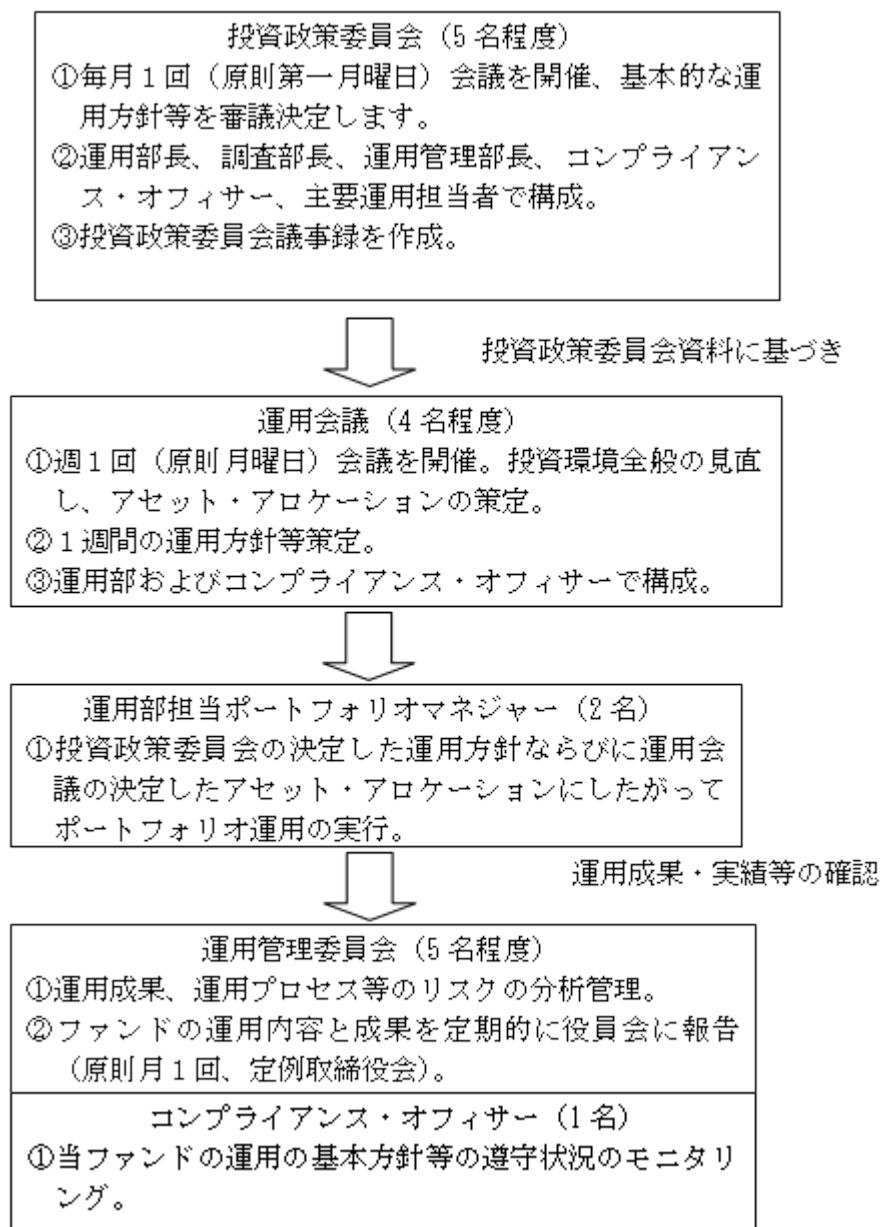 投資政策委員会（5名程度）
①毎月1回（原則第一月曜日）会議を開催、基本的な運
用方針等を審議決定します。
②運用部長、調査部長、運用管理部長、コンプライアン
ス・オフィサー、主要運用担当者で構成。
③投資政策委員会議事録を作成。
投資政策委員会資料に基づき
運用会議（4名程度）
①週1回（原則月曜日）会議を開催。投資環境全般の見直
し、アセット・アロケーションの策定。
②1週間の運用方針等策定。
③運用部およびコンプライアンス・オフィサーで構成。
運用部担当ポートフォリオマネジャー（2名）
①投資政策委員会の決定した運用方針ならびに運用会
議の決定したアセット・アロケーションにしたがって
ポートフォリオ運用の実行。
運用成果・実績等の確認
運用管理委員会（5名程度）
①運用成果、運用プロセス等のリスクの分析管理。
②ファンドの運用内容と成果を定期的に役員会に報告
（原則月1回、定例取締役会）。
コンプライアンス・オフィサー（1名）
①当ファンドの運用の基本方針等の遵守状況のモニタリ
ング。